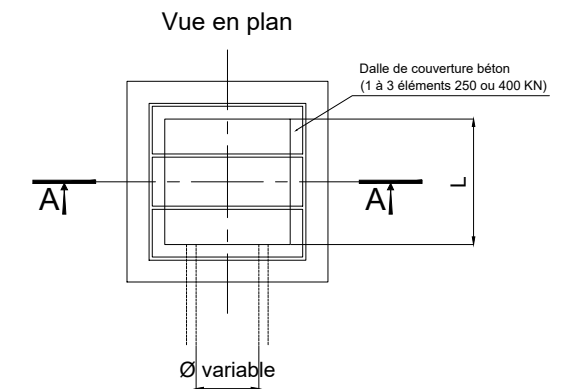 Vue en plan
Dalle de couverture béton
(1 à 3 éléments 250 ou 400 KN)
A
A
L
Ø variable